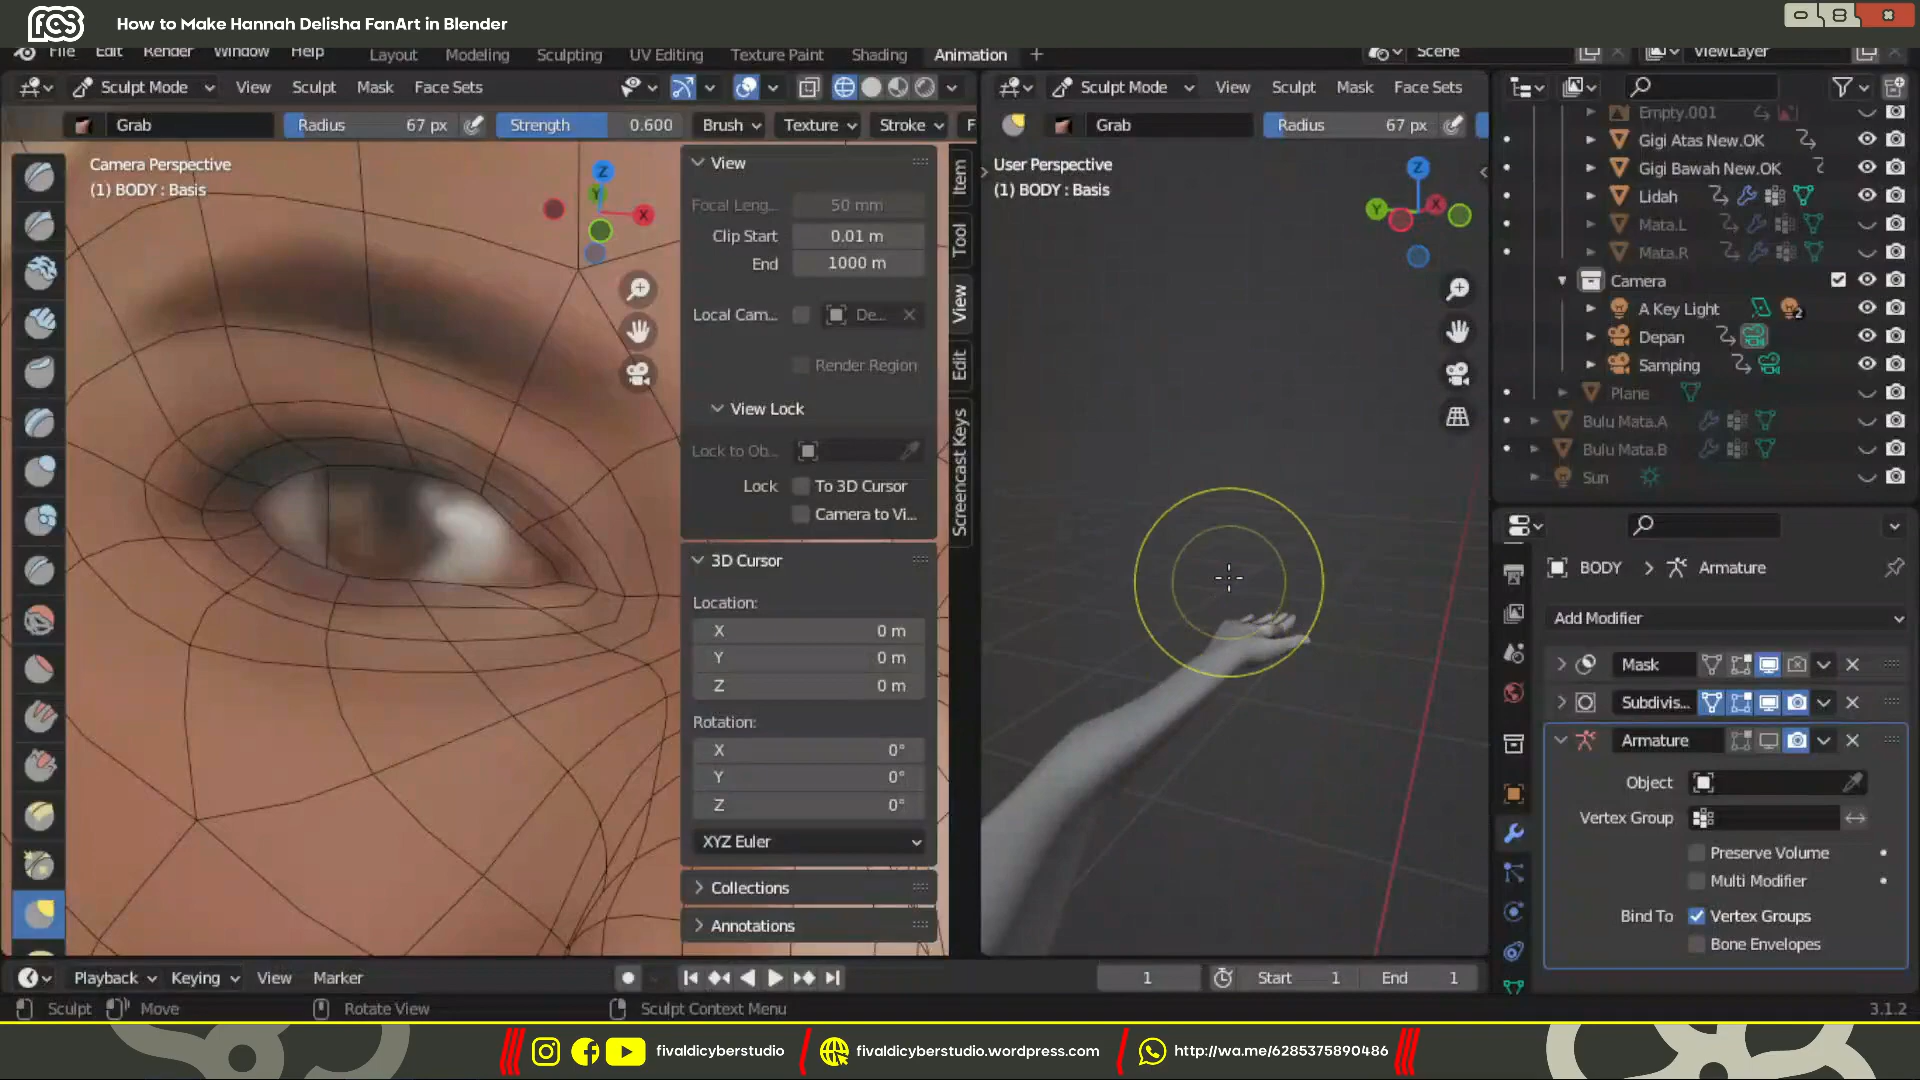 FCS
How to Make Hannah Delisha FanArt in Blender
File Edit Render Window Help
Layout Modeling Sculpting UV Editing Texture Paint Shading Animation +
Scene
ViewLayer
Sculpt Mode View Sculpt Mask Face Sets
Sculpt Mode View Sculpt Mask Face Sets
Grab Radius 67 px Strength 0.600 Brush Texture Stroke F
Grab Radius 67 px
Camera Perspective
(1) BODY : Basis
Z
Y
X
View
Focal Leng... 50 mm
Clip Start 0.01 m
End 1000 m
Local Cam... De...
Render Region
View Lock
Lock to Ob...
Lock To 3D Cursor
Camera to Vi...
3D Cursor
Location:
X 0 m
Y 0 m
Z 0 m
Rotation:
X 0°
Y 0°
Z 0°
XYZ Euler
Collections
Annotations
Item
Tool
View
Edit
Screencast Keys
User Perspective
(1) BODY : Basis
Z
Y
X
Empty.001
Gigi Atas New.OK
Gigi Bawah New.OK
Lidah
Mata.L
Mata.R
Camera
A Key Light 2
Depan
Samping
Plane
Bulu Mata.A
Bulu Mata.B
Sun
BODY > Armature
Add Modifier
Mask
Subdivis...
Armature
Object
Vertex Group
Preserve Volume
Multi Modifier
Bind To Vertex Groups
Bone Envelopes
Playback Keying View Marker
1 Start 1 End 1
Sculpt Move Rotate View Sculpt Context Menu 3.1.2
fivaldicyberstudio fivaldicyberstudio.wordpress.com http://wa.me/6285375890486